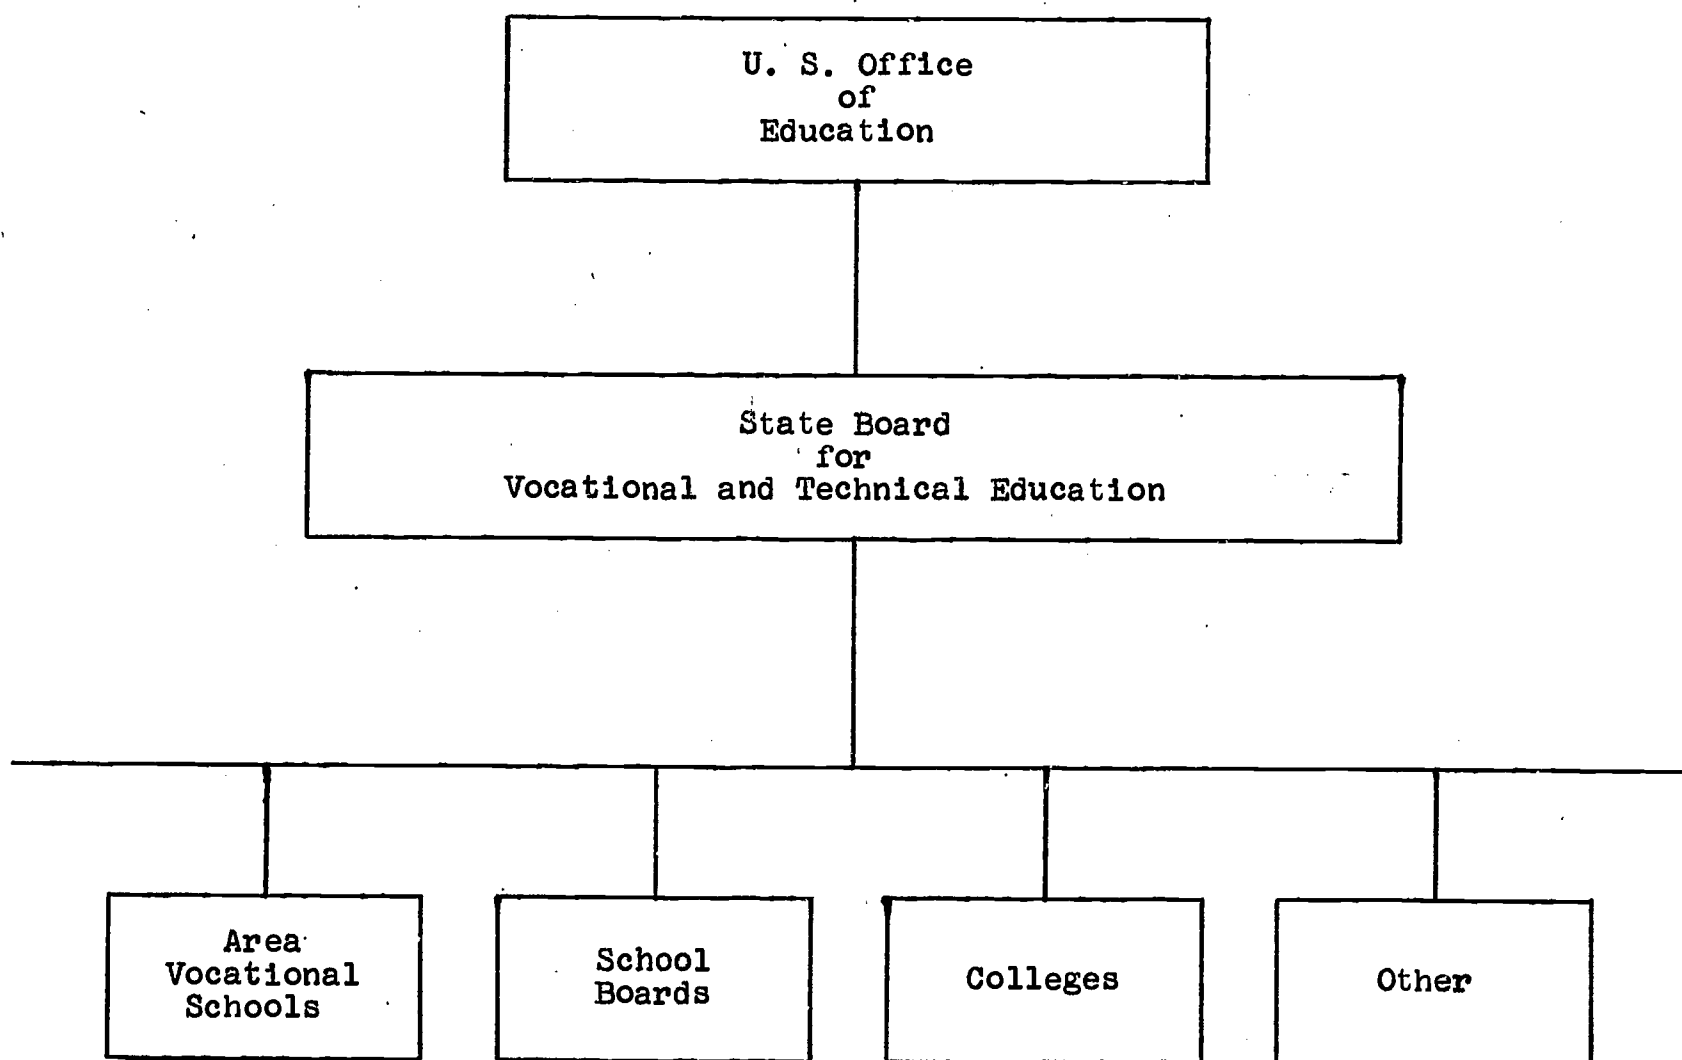 U. S. Office
of
Education
State Board
for
Vocational and Technical Education
Area
Vocational
Schools
School
Boards
Colleges
Other